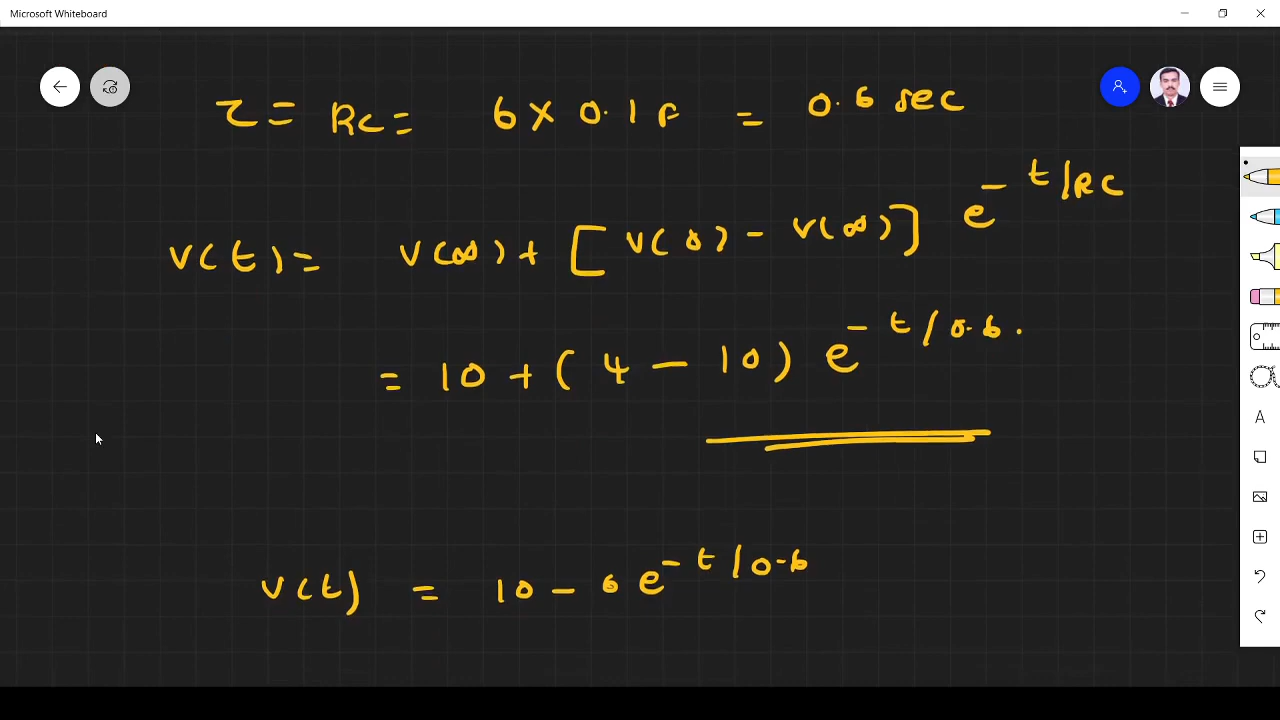 Microsoft Whiteboard
τ = RC = 6 X 0.1 F = 0.6 sec
V(t) = V(∞) + [V(0) - V(∞)] e^{-t/RC}
= 10 + (4 - 10) e^{-t/0.6}.
V(t) = 10 - 6 e^{-t/0.6}
A